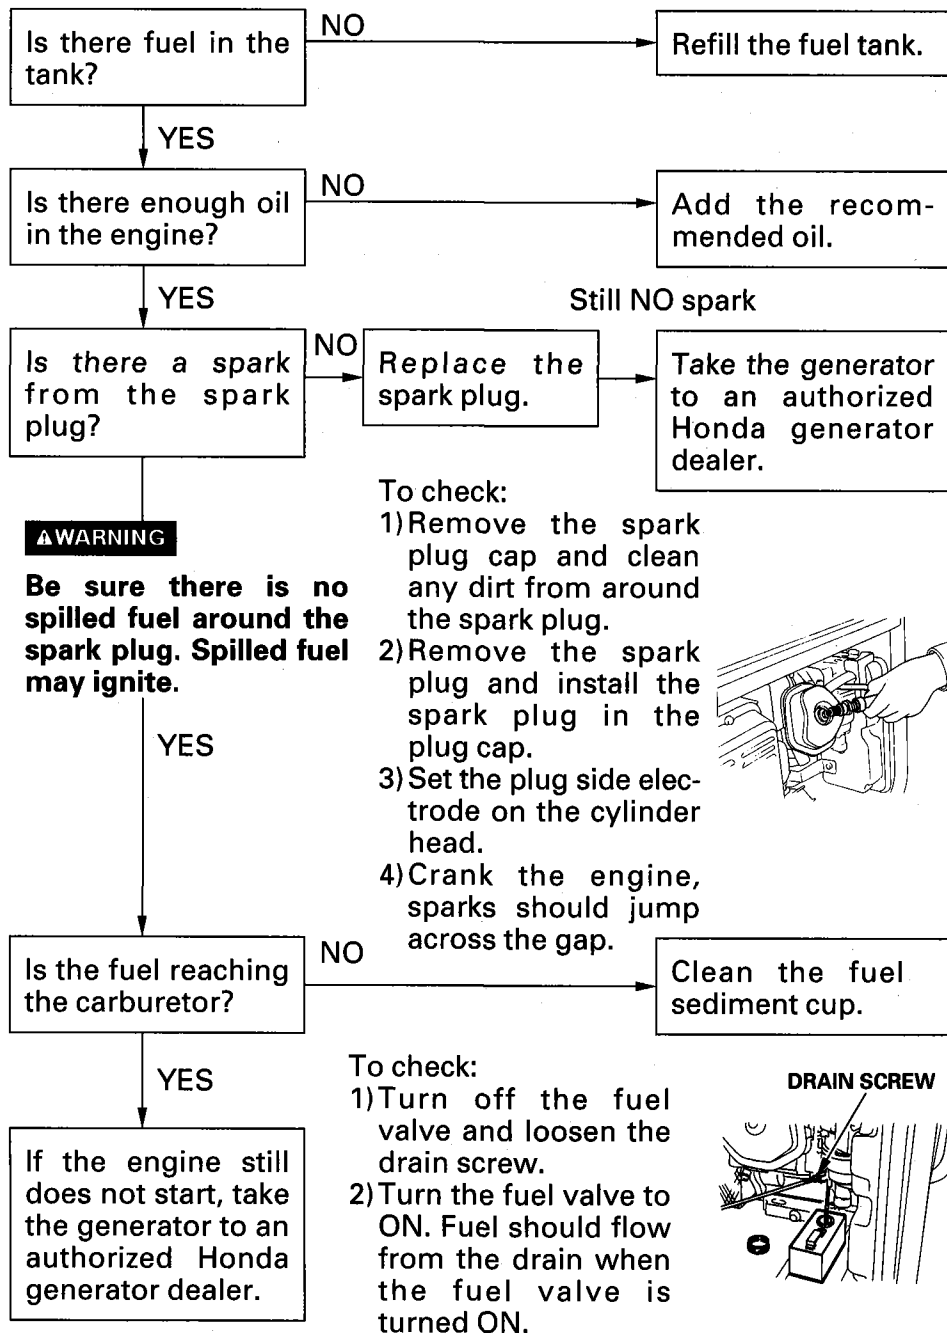 Is there fuel in the
tank?
NO
Refill the fuel tank.
YES
Is there enough oil
in the engine?
NO
Add the recom-
mended oil.
YES
Still NO spark
Is there a spark
from the spark
plug?
NO
Replace the
spark plug.
Take the generator
to an authorized
Honda generator
dealer.
WARNING
Be sure there is no
spilled fuel around the
spark plug. Spilled fuel
may ignite.
To check:
1) Remove the spark
plug cap and clean
any dirt from around
the spark plug.
2) Remove the spark
plug and install the
spark plug in the
plug cap.
3) Set the plug side elec-
trode on the cylinder
head.
4) Crank the engine,
sparks should jump
across the gap.
YES
Is the fuel reaching
the carburetor?
NO
Clean the fuel
sediment cup.
YES
To check:
1) Turn off the fuel
valve and loosen the
drain screw.
2) Turn the fuel valve to
ON. Fuel should flow
from the drain when
the fuel valve is
turned ON.
DRAIN SCREW
If the engine still
does not start, take
the generator to an
authorized Honda
generator dealer.